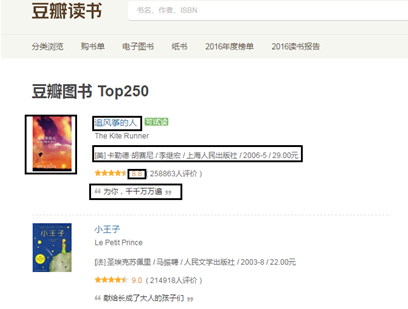 豆瓣读书
书名、作者、ISBN
分类浏览 购书单 电子图书 纸书 2016年度榜单 2016读书报告
豆瓣图书 Top250
追风筝的人 可试读
The Kite Runner
[美] 卡勒德·胡赛尼 / 李继宏 / 上海人民出版社 / 2006-5 / 29.00元
8.8 ( 258863人评价 )
“ 为你，千千万万遍 ”
小王子
Le Petit Prince
[法] 圣埃克苏佩里 / 马振骋 / 人民文学出版社 / 2003-8 / 22.00元
9.0 ( 214918人评价 )
“ 献给长成了大人的孩子们 ”